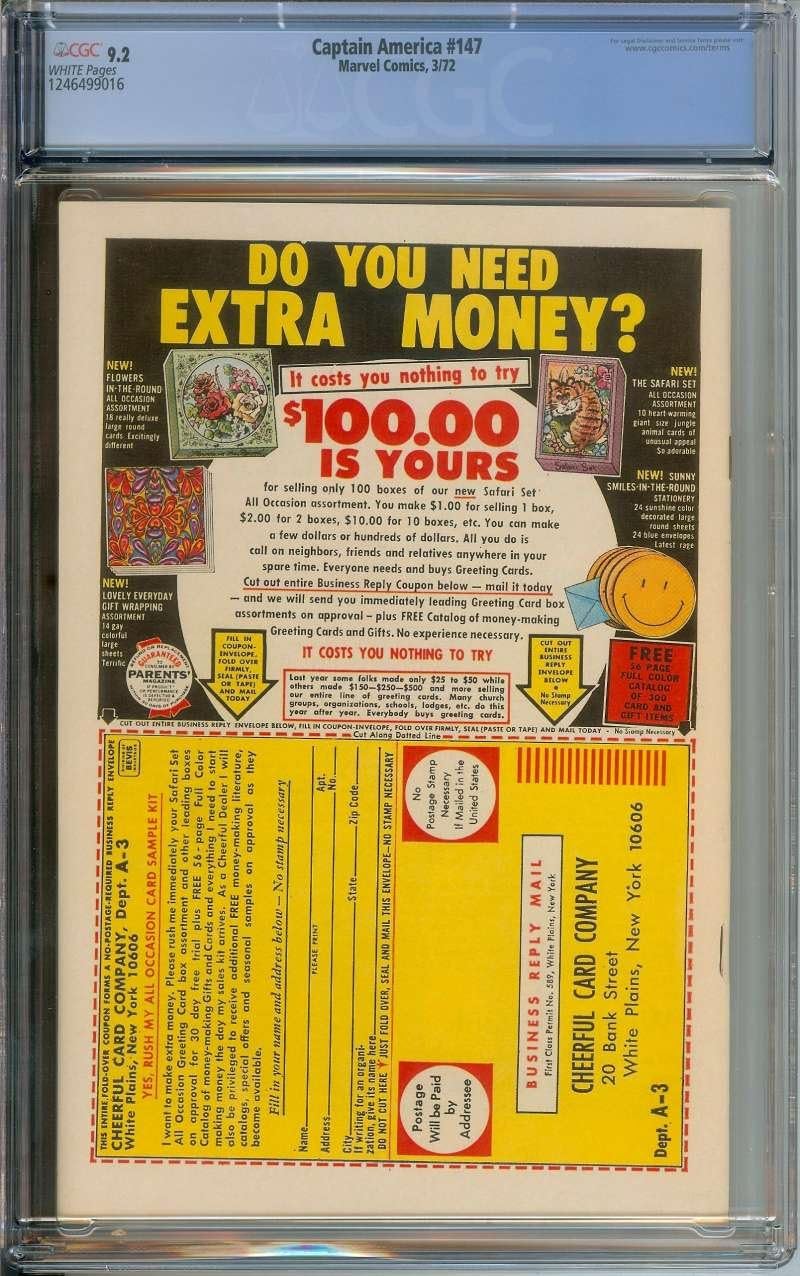 CGC 9.2
WHITE Pages
1246499016
Captain America #147
Marvel Comics, 3/72
For Legal Disclaimer and Service Terms please visit
www.cgccomics.com/terms
CGC
DO YOU NEED
EXTRA MONEY?
NEW!
FLOWERS
IN-THE-ROUND
ALL OCCASION
ASSORTMENT
18 really deluxe
large round
cards Excitingly
different
It costs you nothing to try
$100.00
IS YOURS
Safari Set
NEW!
THE SAFARI SET
ALL OCCASION
ASSORTMENT
10 heart warming
giant size jungle
animal cards of
unusual appeal
So adorable
for selling only 100 boxes of our new Safari Set
All Occasion assortment. You make $1.00 for selling 1 box,
$2.00 for 2 boxes, $10.00 for 10 boxes, etc. You can make
a few dollars or hundreds of dollars. All you do is
call on neighbors, friends and relatives anywhere in your
spare time. Everyone needs and buys Greeting Cards.
Cut out entire Business Reply Coupon below — mail it today
— and we will send you immediately leading Greeting Card box
assortments on approval – plus FREE Catalog of money-making
Greeting Cards and Gifts. No experience necessary.
IT COSTS YOU NOTHING TO TRY
NEW! SUNNY
SMILES-IN-THE-ROUND
STATIONERY
24 sunshine color
decorated large
round sheets
24 blue envelopes
Latest rage
NEW!
LOVELY EVERYDAY
GIFT WRAPPING
ASSORTMENT
14 gay
colorful
large
sheets
Terrific
GUARANTEED
PARENTS'
MAGAZINE
FILL IN
COUPON-
ENVELOPE,
FOLD OVER
FIRMLY,
SEAL (PASTE
OR TAPE)
AND MAIL
TODAY
Last year some folks made only $25 to $50 while
others made $150—$250—$500 and more selling
our entire line of greeting cards. Many church
groups, organizations, schools, lodges, etc. do this
year after year. Everybody buys greeting cards.
CUT OUT
ENTIRE
BUSINESS
REPLY
ENVELOPE
BELOW
No Stamp
Necessary
FREE
56 PAGE
FULL COLOR
CATALOG
OF 300
CARD AND
GIFT ITEMS
CUT OUT ENTIRE BUSINESS REPLY ENVELOPE BELOW, FILL IN COUPON-ENVELOPE, FOLD OVER FIRMLY, SEAL (PASTE OR TAPE) AND MAIL TODAY - No Stamp Necessary
Cut Along Dotted Line
THIS ENTIRE FOLD-OVER COUPON FORMS A NO-POSTAGE-REQUIRED BUSINESS REPLY ENVELOPE
CHEERFUL CARD COMPANY, Dept. A-3
White Plains, New York 10606
BEVIS
YES, RUSH MY ALL OCCASION CARD SAMPLE KIT
I want to make extra money. Please rush me immediately your Safari Set
All Occasion Greeting Card box assortment and other leading boxes
on approval for 30 day free trial plus FREE 56-page Full Color
Catalog of money-making Gifts and Cards and everything I need to start
making money the day my sales kit arrives. As a Cheerful Dealer I will
also be privileged to receive additional FREE money-making literature,
catalogs, special offers and seasonal samples on approval as they
become available.
Fill in your name and address below — No stamp necessary
Name
PLEASE PRINT
Address
Apt. No.
City
State
Zip Code
If writing for an organi-
zation, give its name here
DO NOT CUT HERE JUST FOLD OVER, SEAL AND MAIL THIS ENVELOPE—NO STAMP NECESSARY
No
Postage Stamp
Necessary
If Mailed in the
United States
Postage
Will be Paid
by
Addressee
BUSINESS REPLY MAIL
First Class Permit No. 589, White Plains, New York
CHEERFUL CARD COMPANY
20 Bank Street
White Plains, New York 10606
Dept. A-3